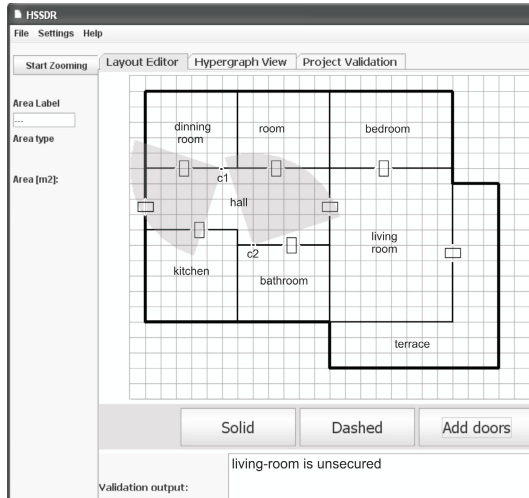 HSSDR
File Settings Help
Start Zooming
Layout Editor Hypergraph View Project Validation
Area Label
---
Area type
Area [m2]:
dinning
room
room
bedroom
c1
hall
living
room
c2
kitchen
bathroom
terrace
Solid
Dashed
Add doors
living-room is unsecured
Validation output: